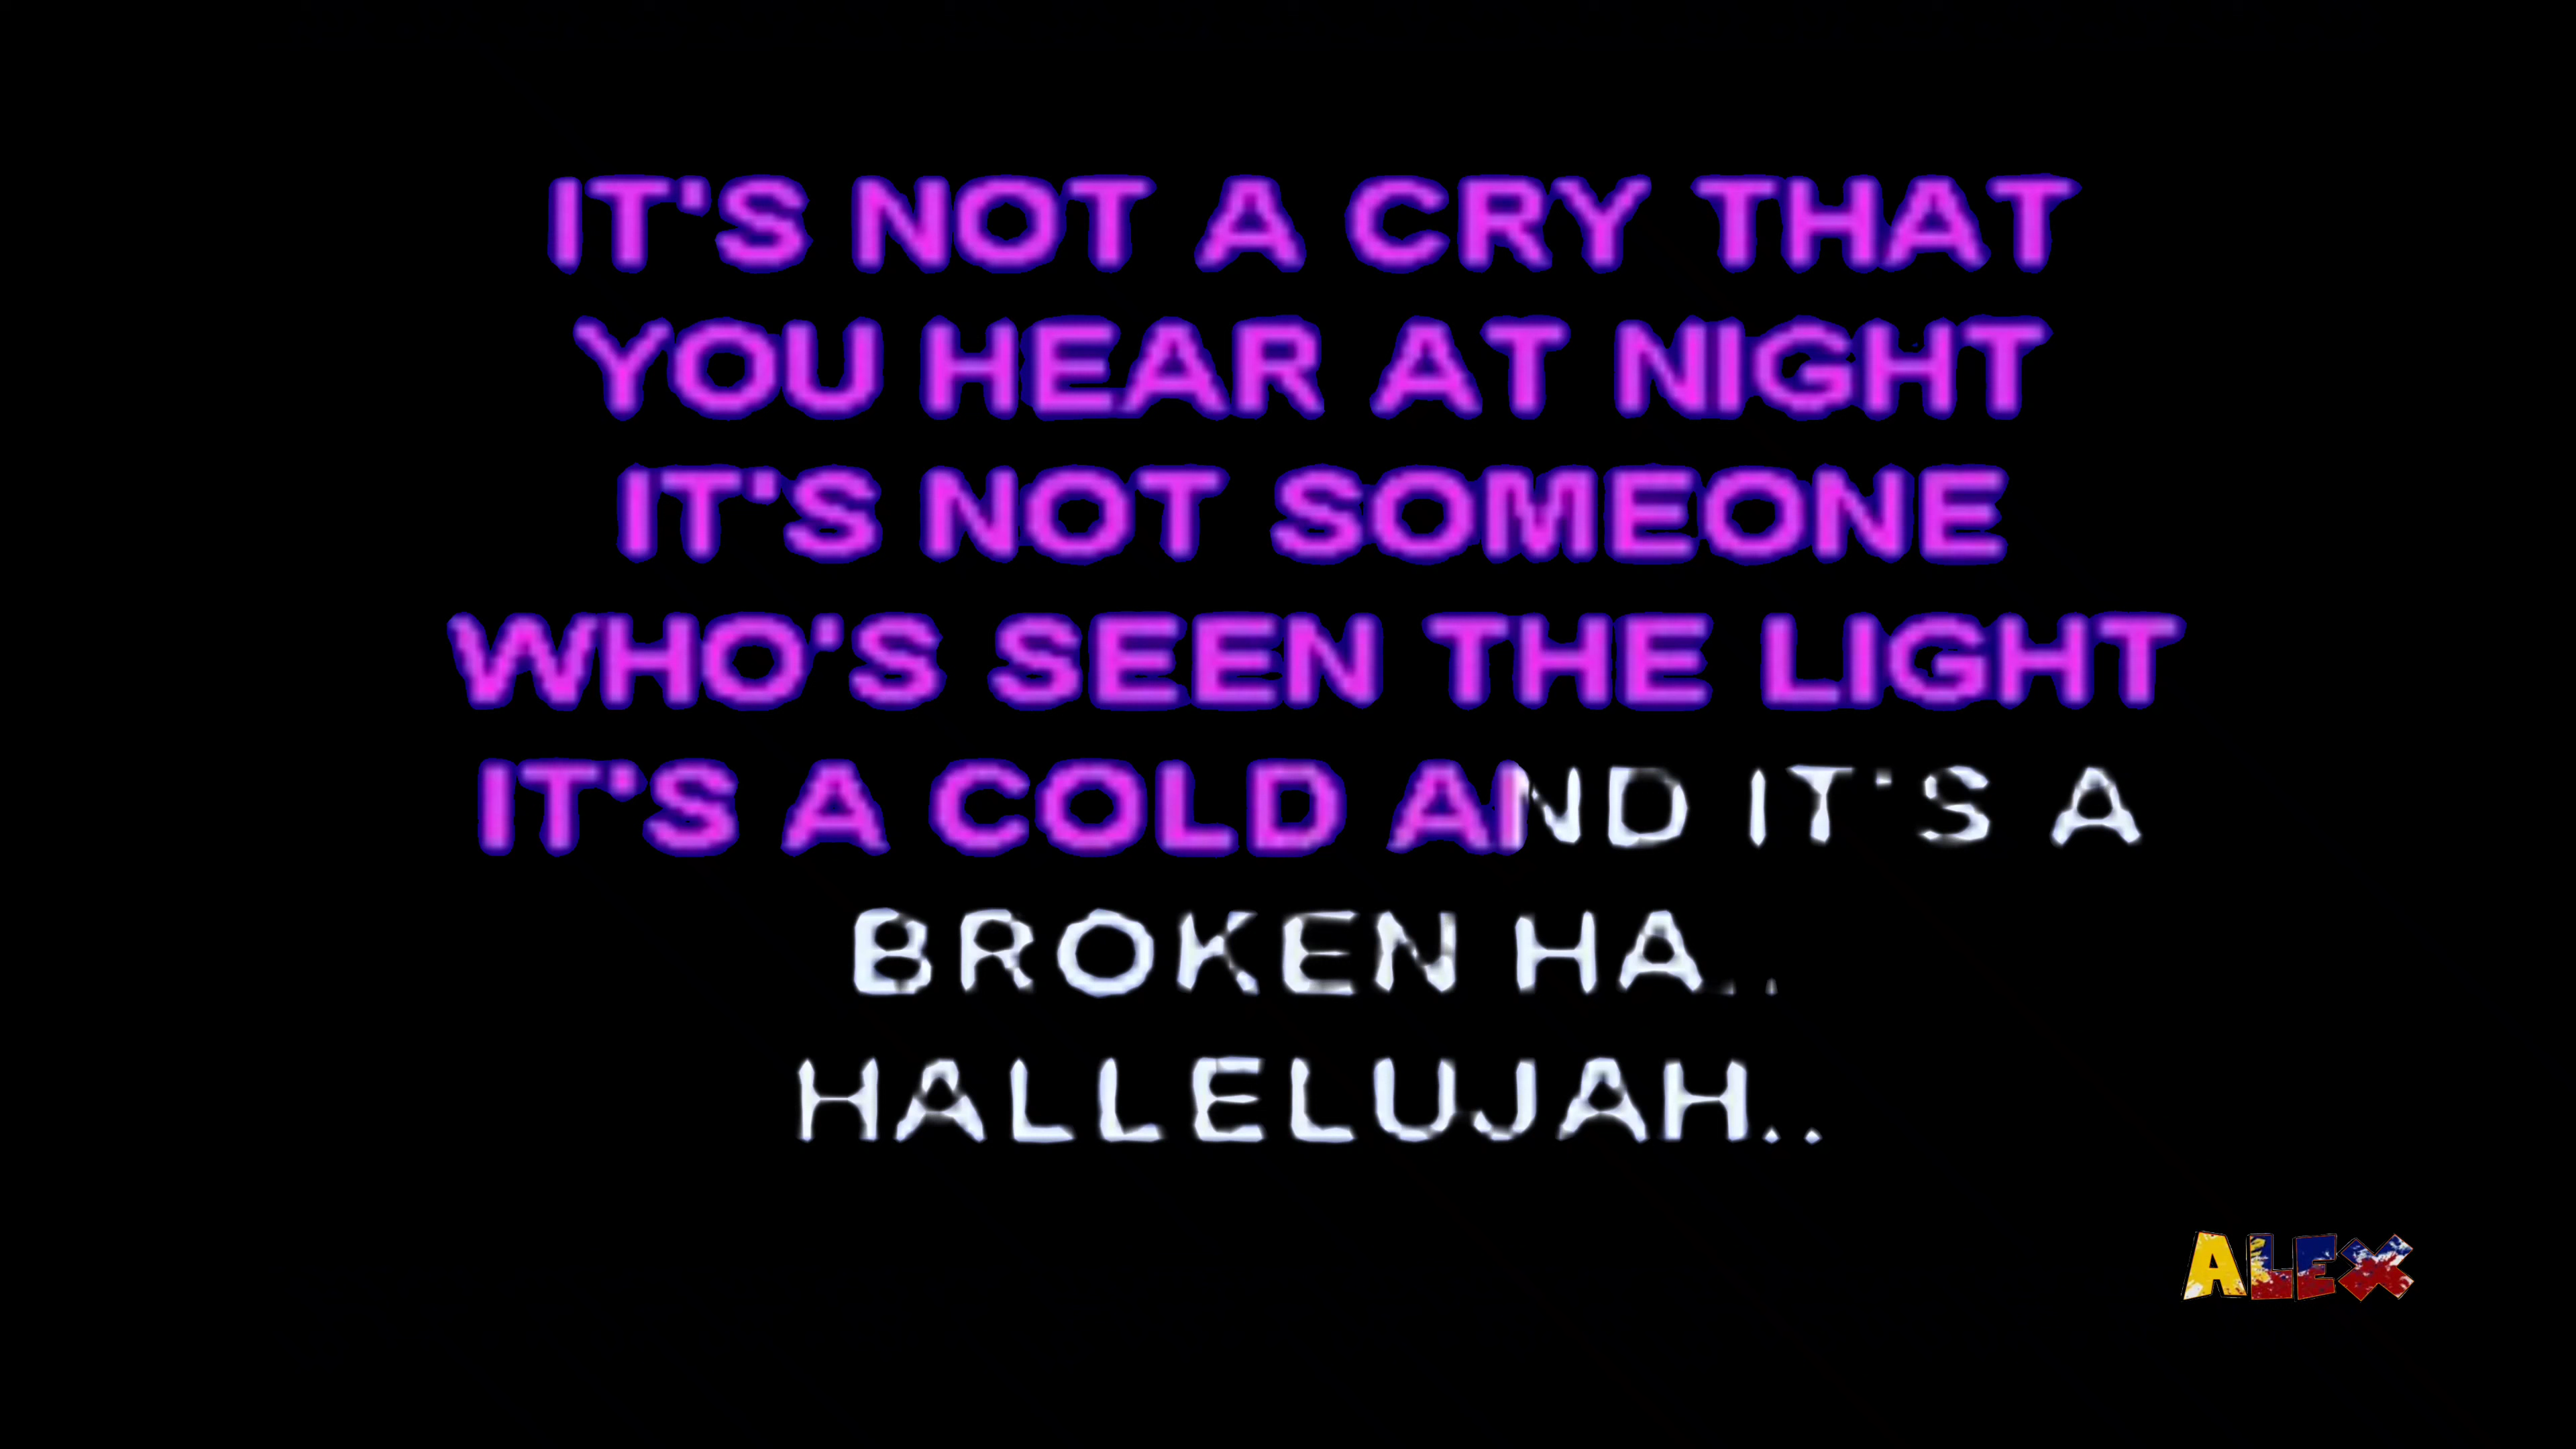 IT'S NOT A CRY THAT
YOU HEAR AT NIGHT
IT'S NOT SOMEONE
WHO'S SEEN THE LIGHT
IT'S A COLD AND IT'S A
BROKEN HA..
HALLELUJAH..
ALEX